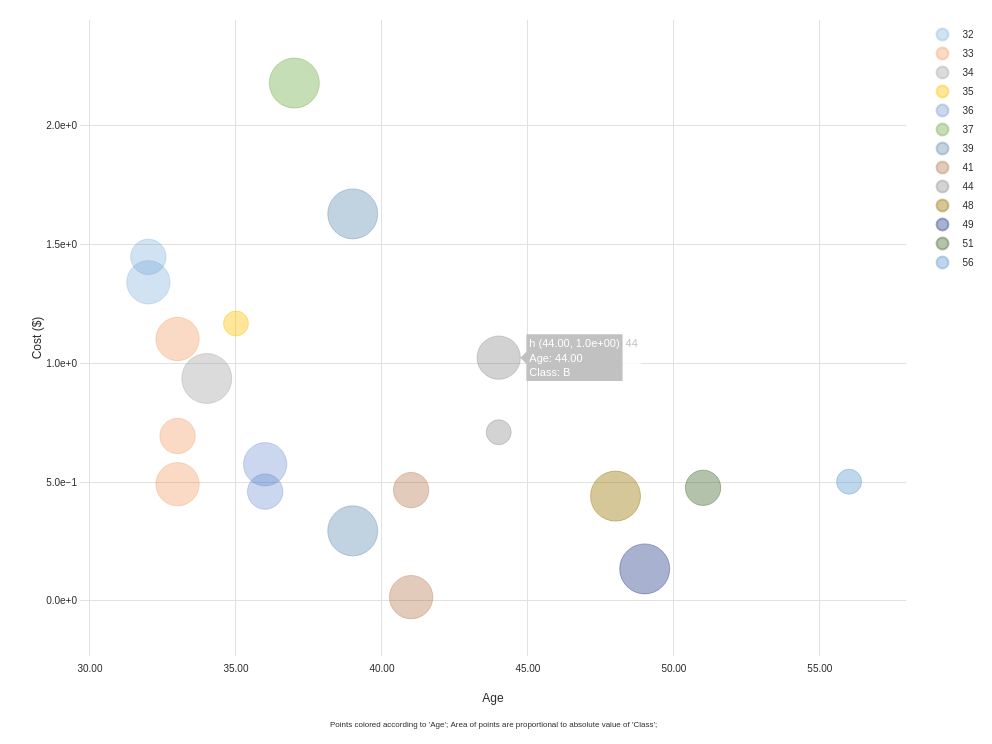 2.0e+0
1.5e+0
1.0e+0
5.0e−1
0.0e+0
Cost ($)
h (44.00, 1.0e+00) 44
Age: 44.00
Class: B
30.00 35.00 40.00 45.00 50.00 55.00
Age
Points colored according to 'Age'; Area of points are proportional to absolute value of 'Class';
32
33
34
35
36
37
39
41
44
48
49
51
56